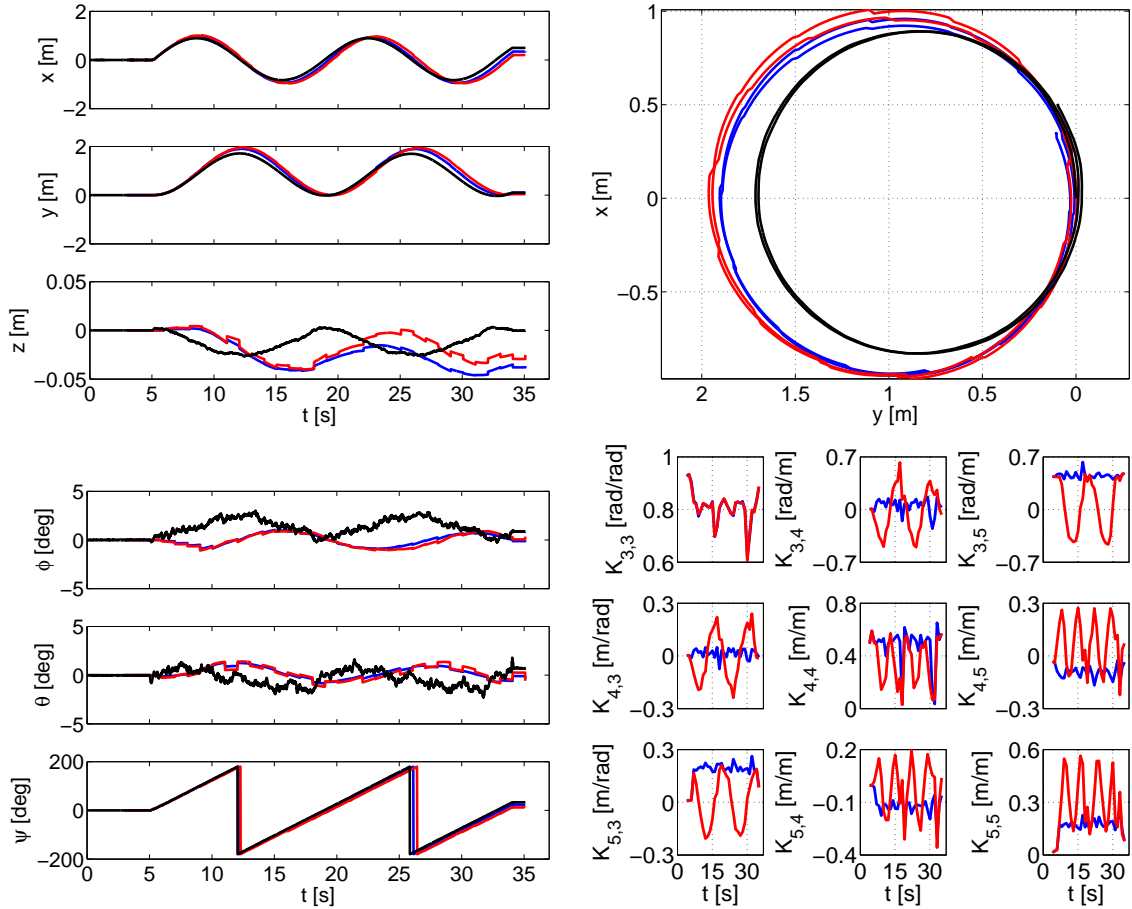 2
0
−2
x [m]
2
0
−2
y [m]
0.05
0
−0.05
z [m]
0 5 10 15 20 25 30 35
t [s]
1
0.5
0
−0.5
x [m]
2 1.5 1 0.5 0
y [m]
5
0
−5
ϕ [deg]
5
0
−5
θ [deg]
200
0
−200
ψ [deg]
0 5 10 15 20 25 30 35
t [s]
1
0.8
0.6
K3,3 [rad/rad]
0.7
0
−0.7
K3,4 [rad/m]
0.7
0
−0.7
K3,5 [rad/m]
0.3
0
−0.3
K4,3 [m/rad]
0.8
0.4
0
K4,4 [m/m]
0.3
0
−0.3
K4,5 [m/m]
0.3
0
−0.3
K5,3 [m/rad]
0.2
−0.1
−0.4
K5,4 [m/m]
0.6
0.3
0
K5,5 [m/m]
0 15 30
t [s]
0 15 30
t [s]
0 15 30
t [s]